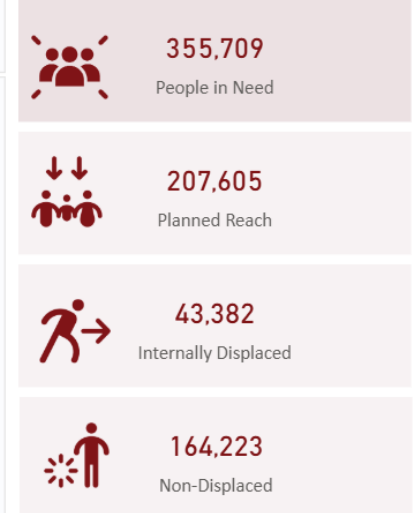 355,709
People in Need
207,605
Planned Reach
43,382
Internally Displaced
164,223
Non-Displaced